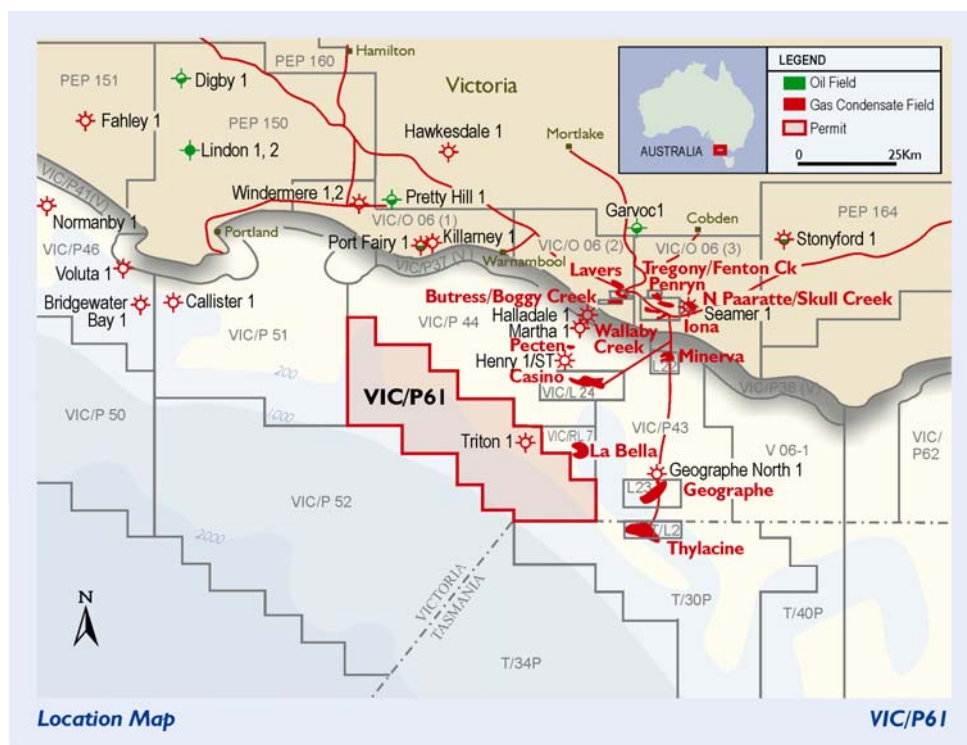 Hamilton
PEP 160
PEP 151
Digby 1
Victoria
LEGEND
Oil Field
Gas Condensate Field
Permit
0 25Km
AUSTRALIA
Fahley 1
PEP 150
Hawkesdale 1
Mortlake
Lindon 1, 2
VIC/P41(V)
Windermere 1,2
Pretty Hill 1
Garvoc1
Cobden
PEP 164
Normanby 1
VIC/O 06 (1)
Portland
Port Fairy 1
Killarney 1
VIC/O 06 (2)
VIC/O 06 (3)
Stonyford 1
VIC/P46
VIC/P37 (V)
Warnambool
Voluta 1
Lavers
Tregony/Fenton Ck
Penryn
Bridgewater
Bay 1
Callister 1
Butress/Boggy Creek
N Paaratte/Skull Creek
Halladale 1
Seamer 1
VIC/P 51
VIC/P 44
Martha 1
Wallaby
Creek
Iona
Pecten
Henry 1/ST
Minerva
L22
200
Casino
VIC/P38 (V)
VIC/P61
VIC/L 24
VIC/P 50
1000
VIC/P43
Triton 1
VIC/RL 7
La Bella
V 06-1
VIC/
P62
Geographe North 1
VIC/P 52
L23
Geographe
2000
T/L2
Thylacine
VICTORIA
TASMANIA
N
T/30P
T/40P
T/34P
Location Map
VIC/P61